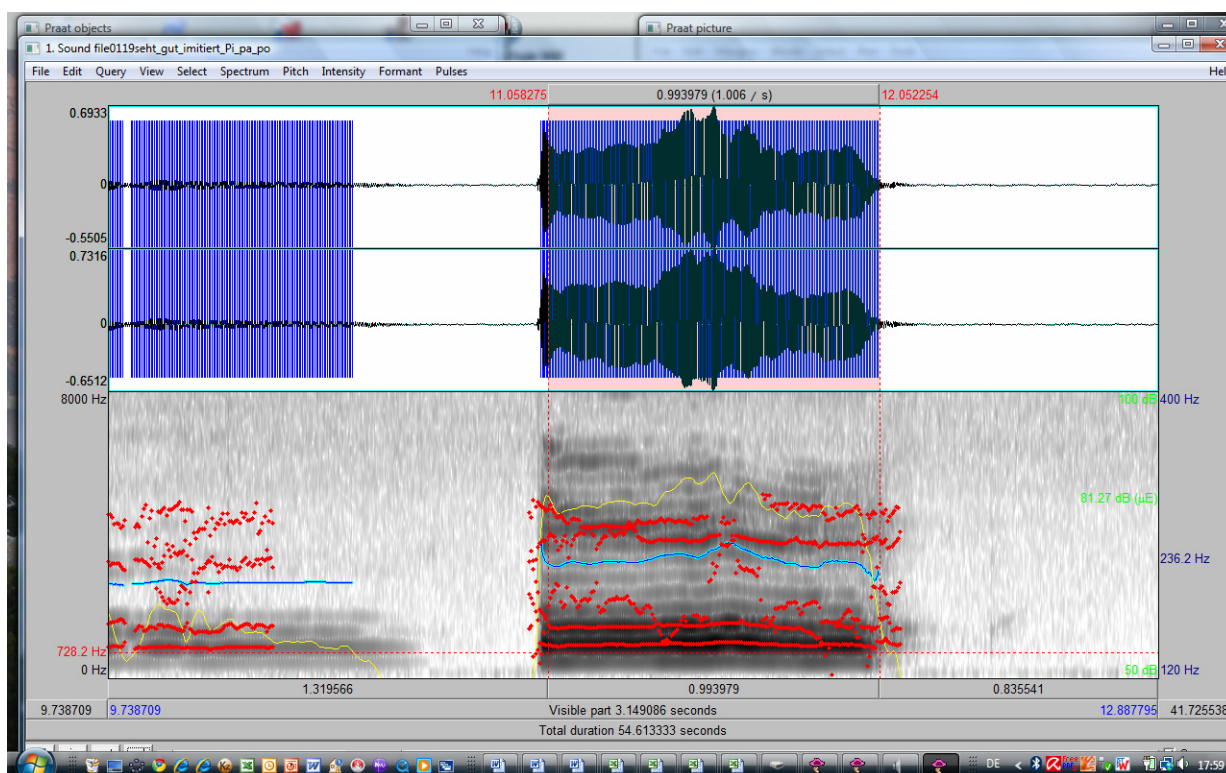 Praat objects
Praat picture
1. Sound file0119seht_gut_imitiert_Pi_pa_po
File Edit Query View Select Spectrum Pitch Intensity Formant Pulses Hel
11.058275 0.993979 (1.006 / s) 12.052254
0.6933
0
-0.5505
0.7316
0
-0.6512
8000 Hz 100 dB 400 Hz
81.27 dB (µE)
236.2 Hz
728.2 Hz
0 Hz 50 dB 120 Hz
1.319566 0.993979 0.835541
9.738709 9.738709 Visible part 3.149086 seconds 12.887795 41.725538
Total duration 54.613333 seconds
DE 17:59